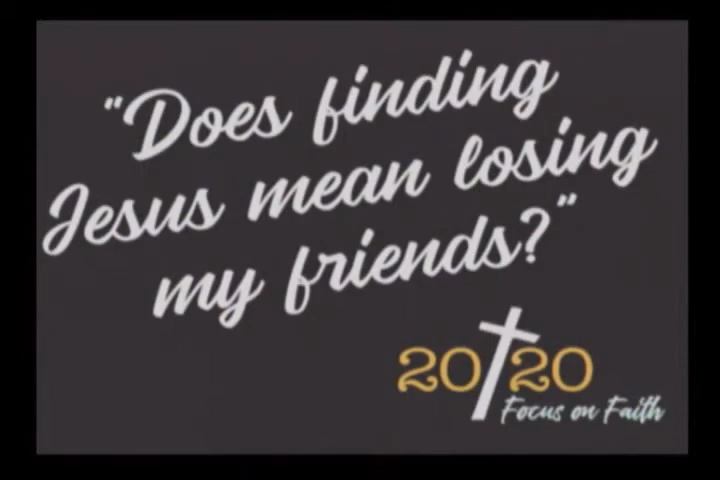 "Does finding
Jesus mean losing
my friends?"
20 20
Focus on Faith